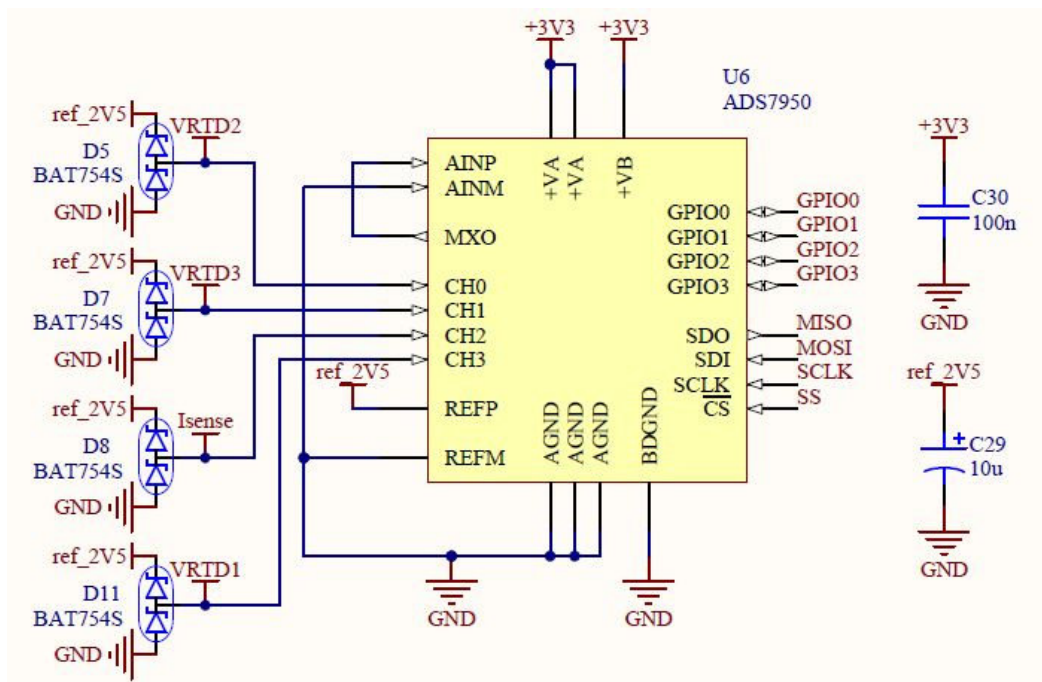 +3V3
+3V3
U6
ADS7950
ref_2V5
VRTD2
D5
BAT754S
GND
ref_2V5
VRTD3
D7
BAT754S
GND
ref_2V5
Isense
D8
BAT754S
GND
ref_2V5
VRTD1
D11
BAT754S
GND
ref_2V5
AINP
AINM
MXO
CH0
CH1
CH2
CH3
REFP
REFM
+VA
+VA
+VB
AGND
AGND
AGND
BDGND
GPIO0
GPIO1
GPIO2
GPIO3
SDO
SDI
SCLK
CS
GPIO0
GPIO1
GPIO2
GPIO3
MISO
MOSI
SCLK
SS
GND
GND
+3V3
C30
100n
GND
ref_2V5
+
C29
10u
GND